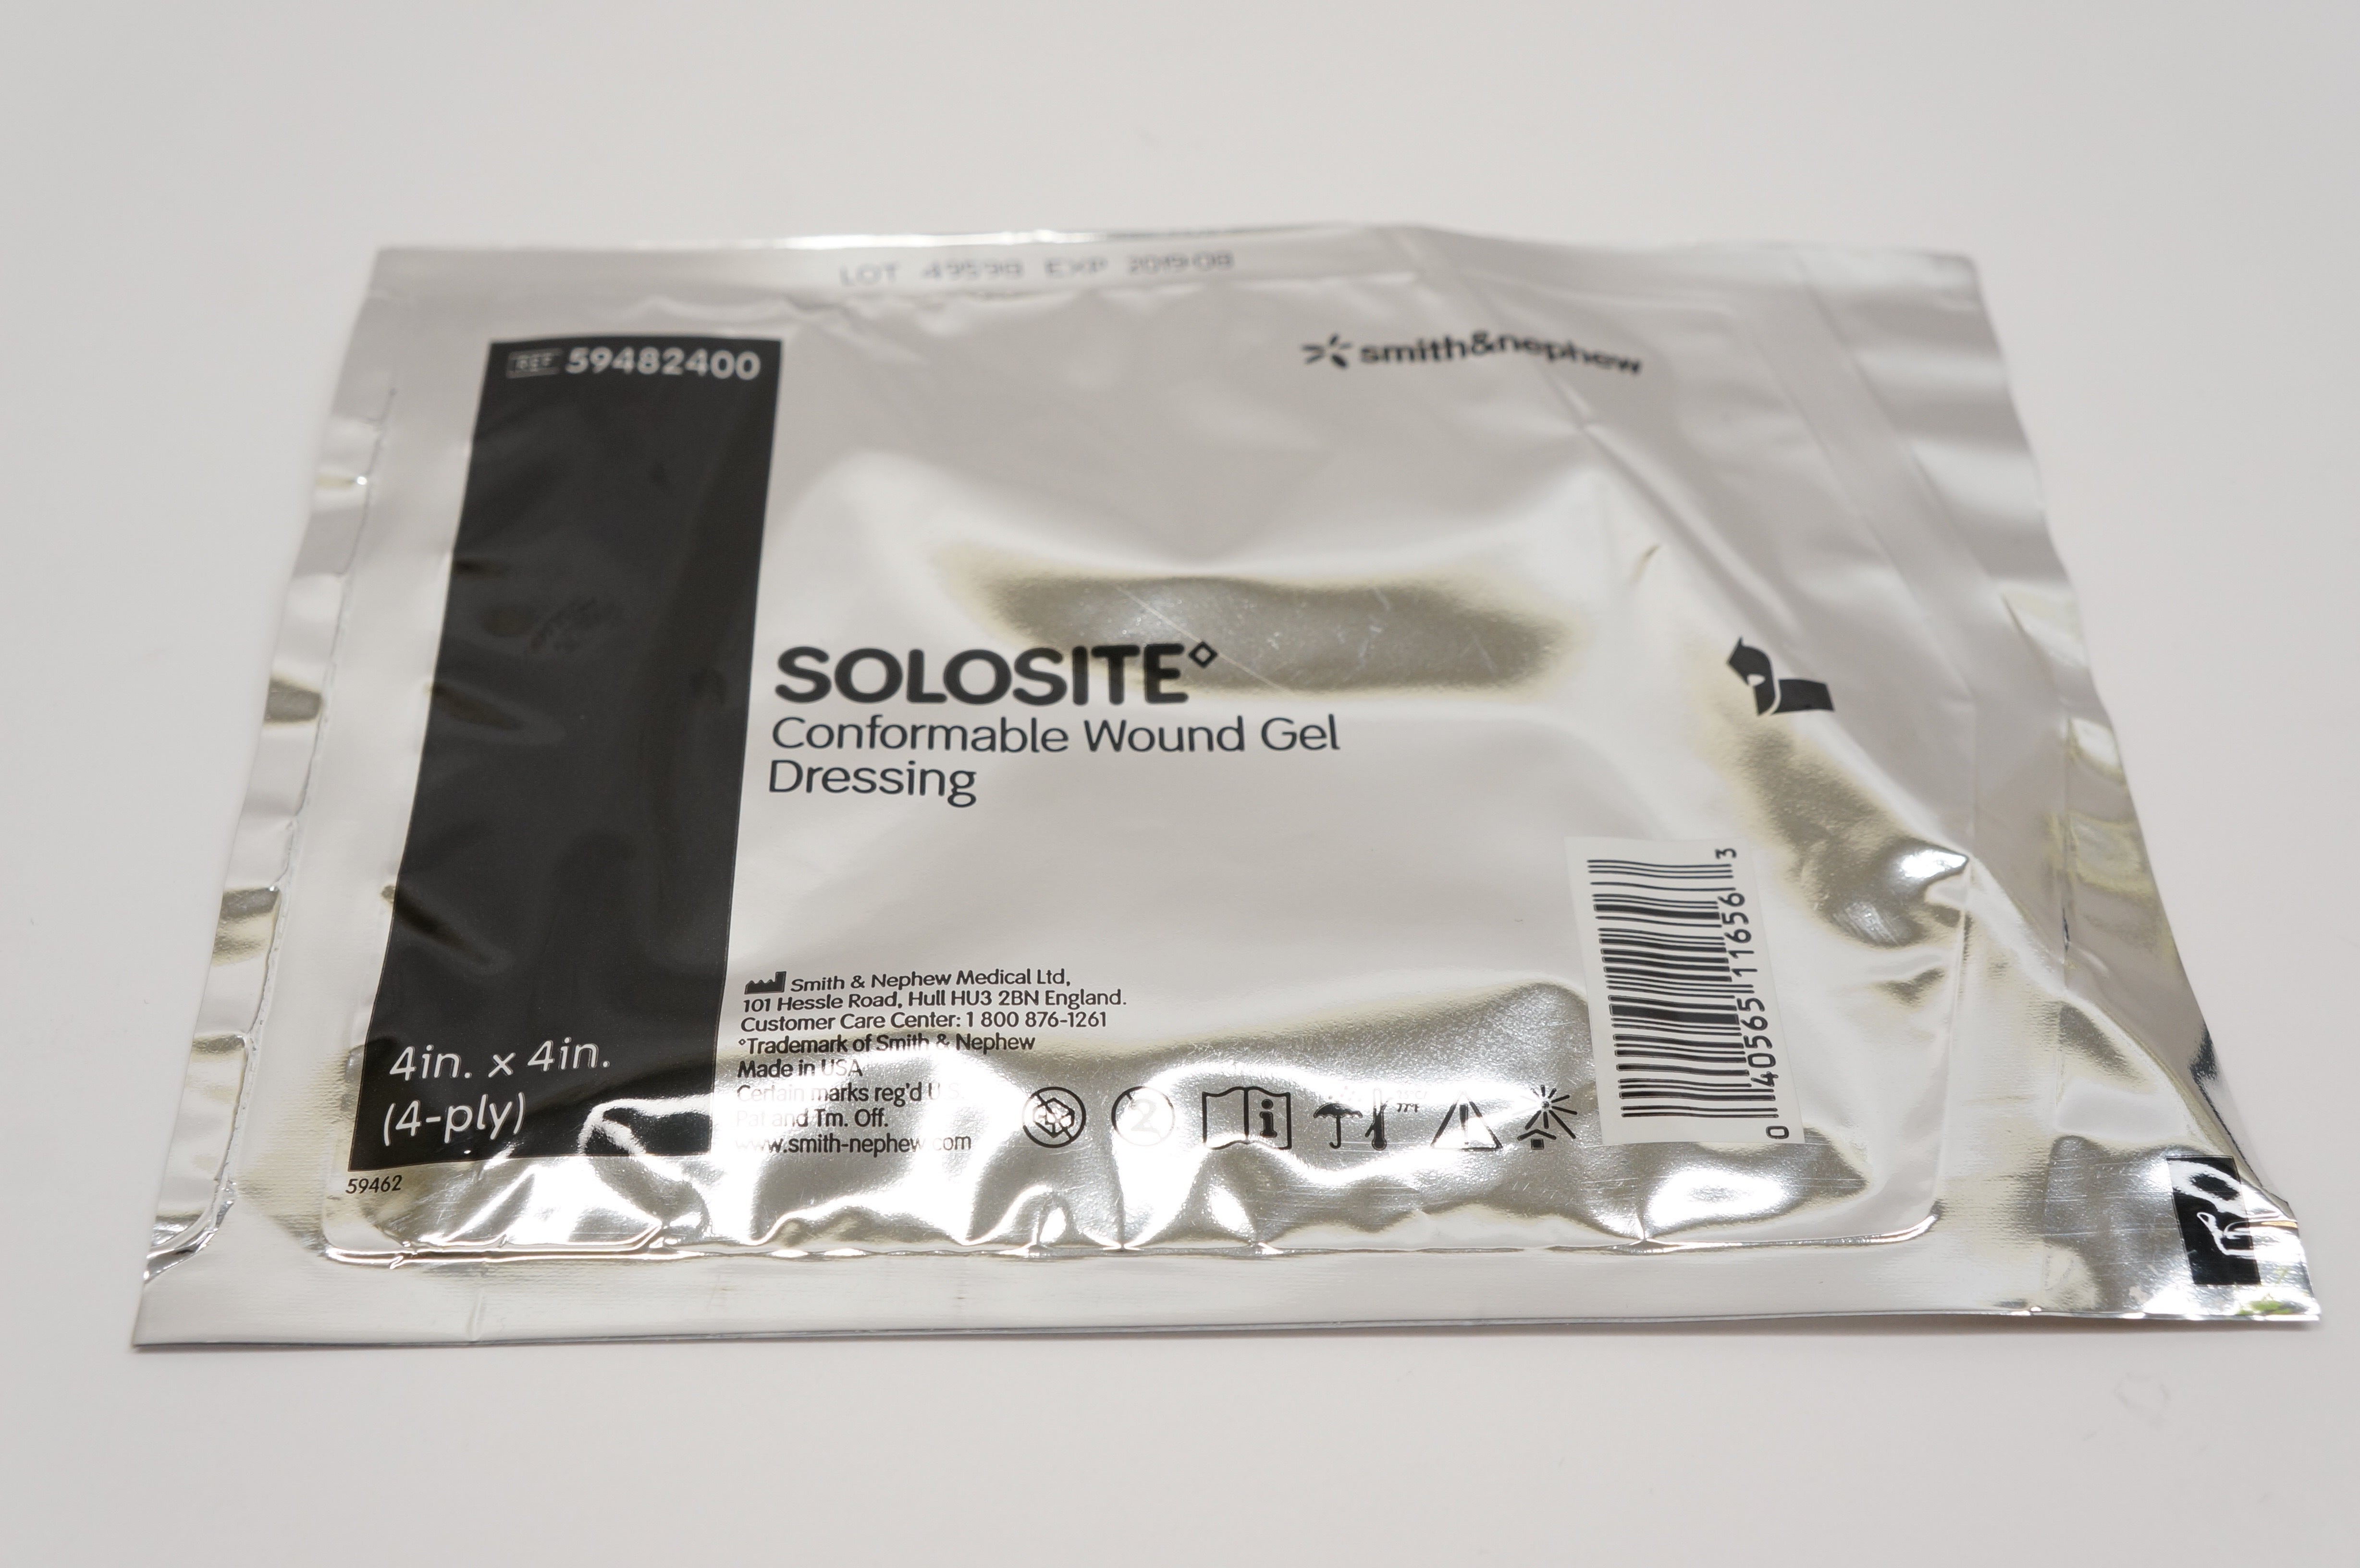 LOT 49598 EXP 2019 08
REF 59482400
smith&nephew
SOLOSITE◊
Conformable Wound Gel
Dressing
Smith & Nephew Medical Ltd,
101 Hessle Road, Hull HU3 2BN England.
Customer Care Center: 1 800 876-1261
◊Trademark of Smith & Nephew
Made in USA
Certain marks reg'd U.S.
Pat and Tm. Off.
www.smith-nephew.com
4in. x 4in.
(4-ply)
59462
2
i
0 40565 11656 3